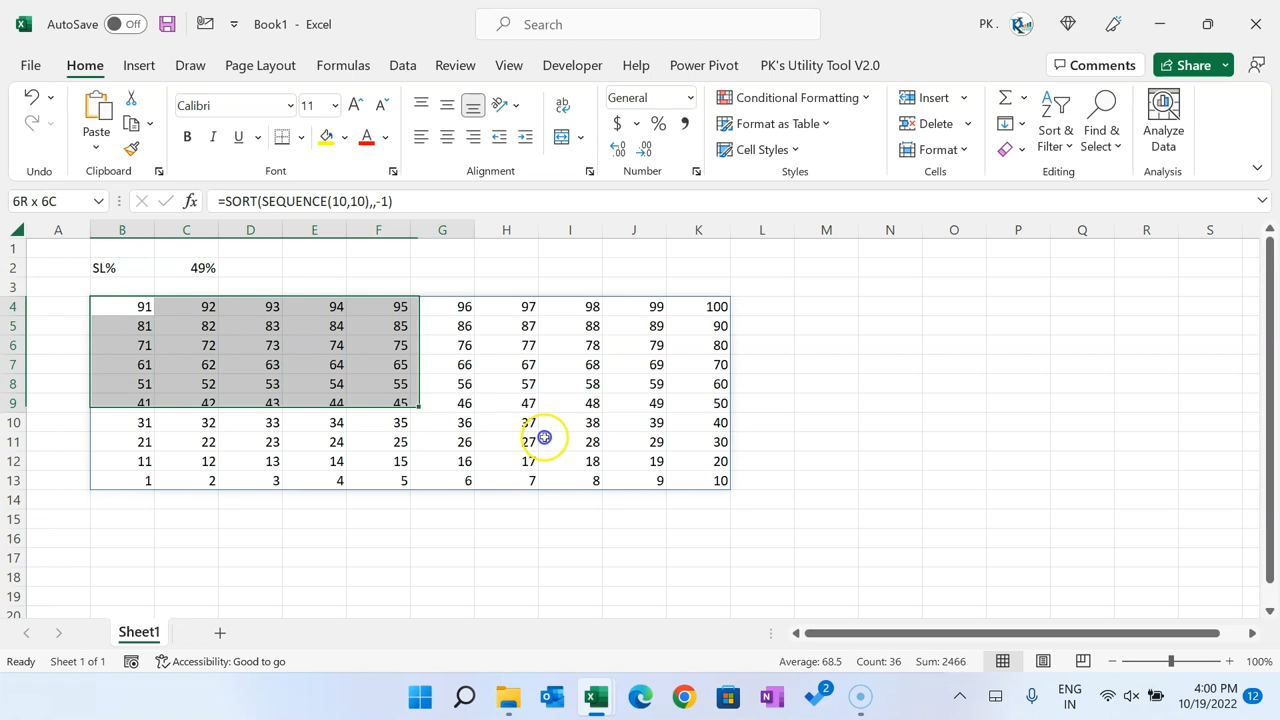 AutoSave Off Book1 - Excel Search PK .
File Home Insert Draw Page Layout Formulas Data Review View Developer Help Power Pivot PK's Utility Tool V2.0 Comments Share
Calibri 11 General Conditional Formatting Insert
Paste B I U $ % , Format as Table Delete Sort & Filter Find & Select Analyze Data
Cell Styles Format
Undo Clipboard Font Alignment Number Styles Cells Editing Analysis
6R x 6C fx =SORT(SEQUENCE(10,10),,-1)
A B C D E F G H I J K L M N O P Q R S
1
2 SL% 49%
3
4 91 92 93 94 95 96 97 98 99 100
5 81 82 83 84 85 86 87 88 89 90
6 71 72 73 74 75 76 77 78 79 80
7 61 62 63 64 65 66 67 68 69 70
8 51 52 53 54 55 56 57 58 59 60
9 41 42 43 44 45 46 47 48 49 50
10 31 32 33 34 35 36 37 38 39 40
11 21 22 23 24 25 26 27 28 29 30
12 11 12 13 14 15 16 17 18 19 20
13 1 2 3 4 5 6 7 8 9 10
14
15
16
17
18
19
20
Sheet1
Ready Sheet 1 of 1 Accessibility: Good to go Average: 68.5 Count: 36 Sum: 2466 100%
2 ENG IN 4:00 PM 10/19/2022 12